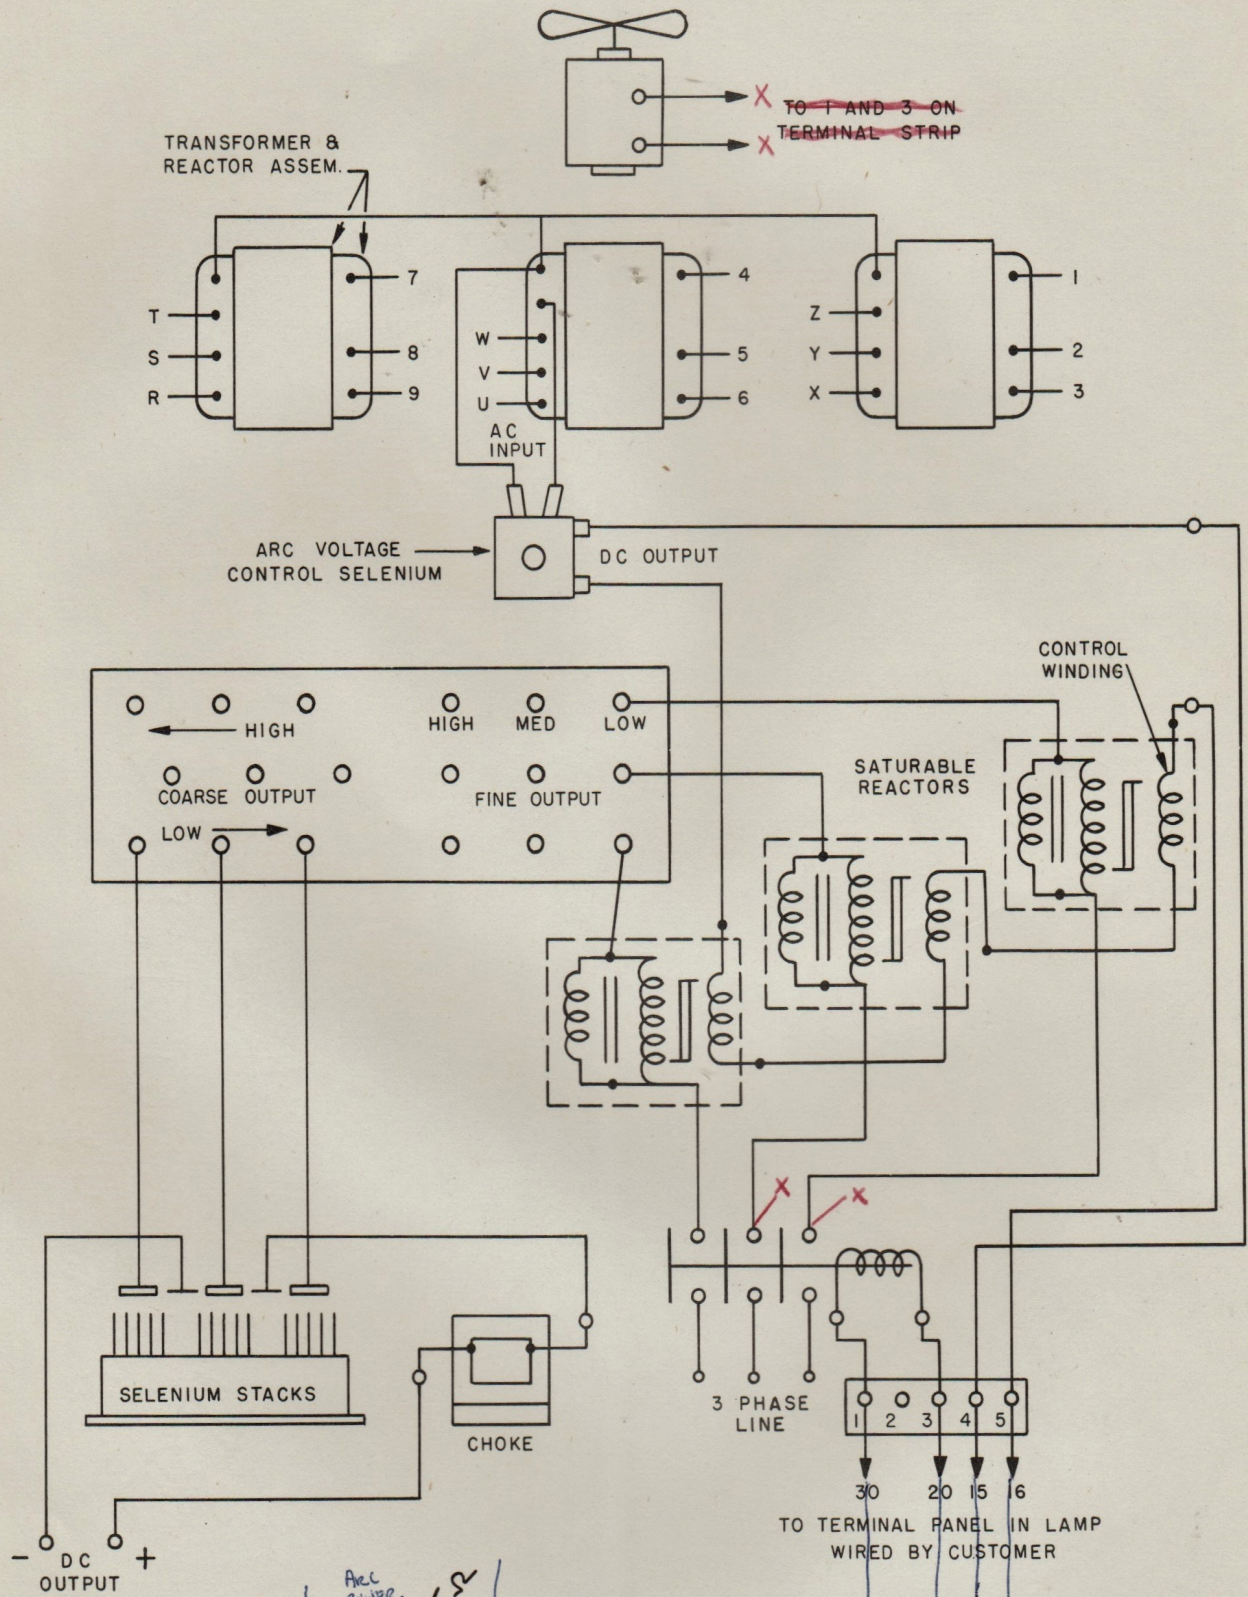 X TO 1 AND 3 ON
X TERMINAL STRIP
TRANSFORMER &
REACTOR ASSEM.
7
T
8
S
9
R
4
W
5
V
6
U
1
Z
2
Y
3
X
AC
INPUT
ARC VOLTAGE
CONTROL SELENIUM
DC OUTPUT
CONTROL
WINDING
HIGH
HIGH MED LOW
COARSE OUTPUT
FINE OUTPUT
LOW
SATURABLE
REACTORS
X X
SELENIUM STACKS
CHOKE
3 PHASE
LINE
1 2 3 4 5
30 20 15 16
TO TERMINAL PANEL IN LAMP
WIRED BY CUSTOMER
- DC +
OUTPUT
ARC